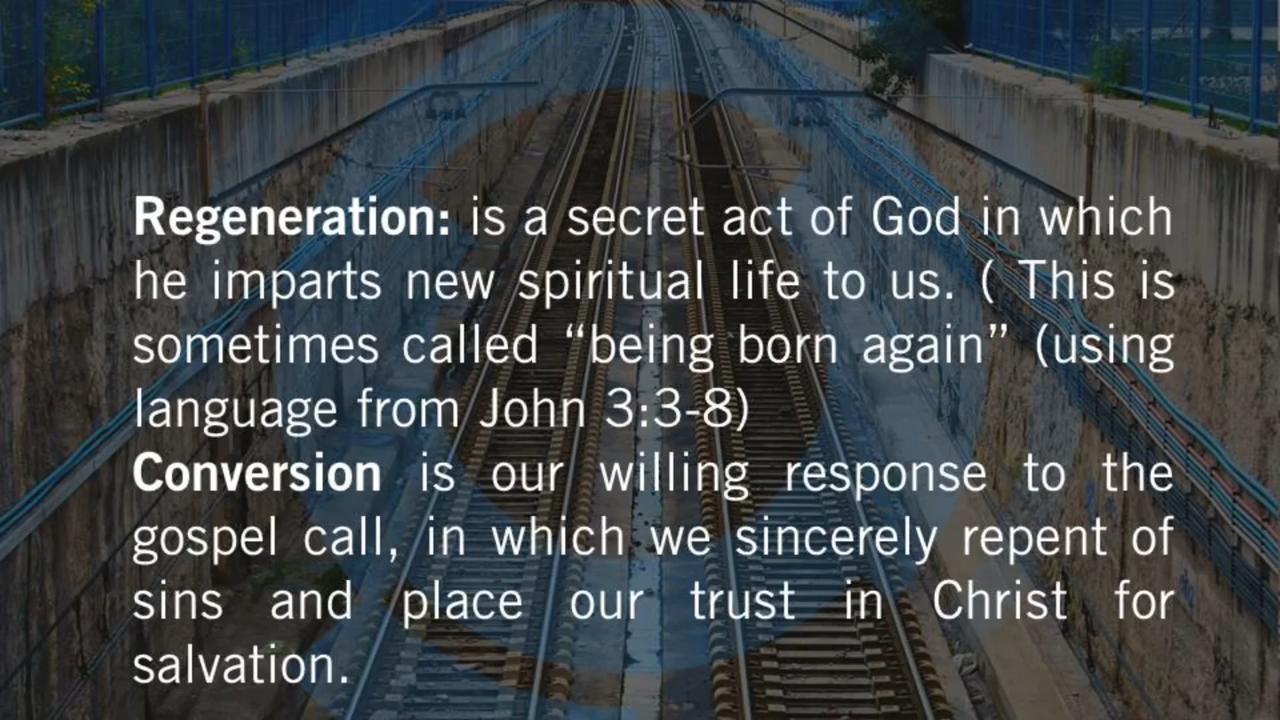 Regeneration: is a secret act of God in which
he imparts new spiritual life to us. ( This is
sometimes called “being born again” (using
language from John 3:3-8)
Conversion is our willing response to the
gospel call, in which we sincerely repent of
sins and place our trust in Christ for
salvation.